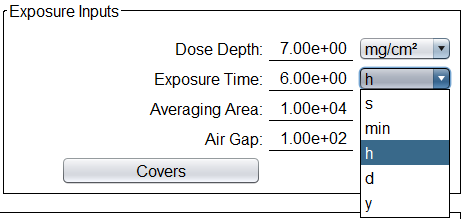 Exposure Inputs
Dose Depth: 7.00e+00 mg/cm²
Exposure Time: 6.00e+00 h
s
Averaging Area: 1.00e+04
min
Air Gap: 1.00e+02
h
Covers
d
y